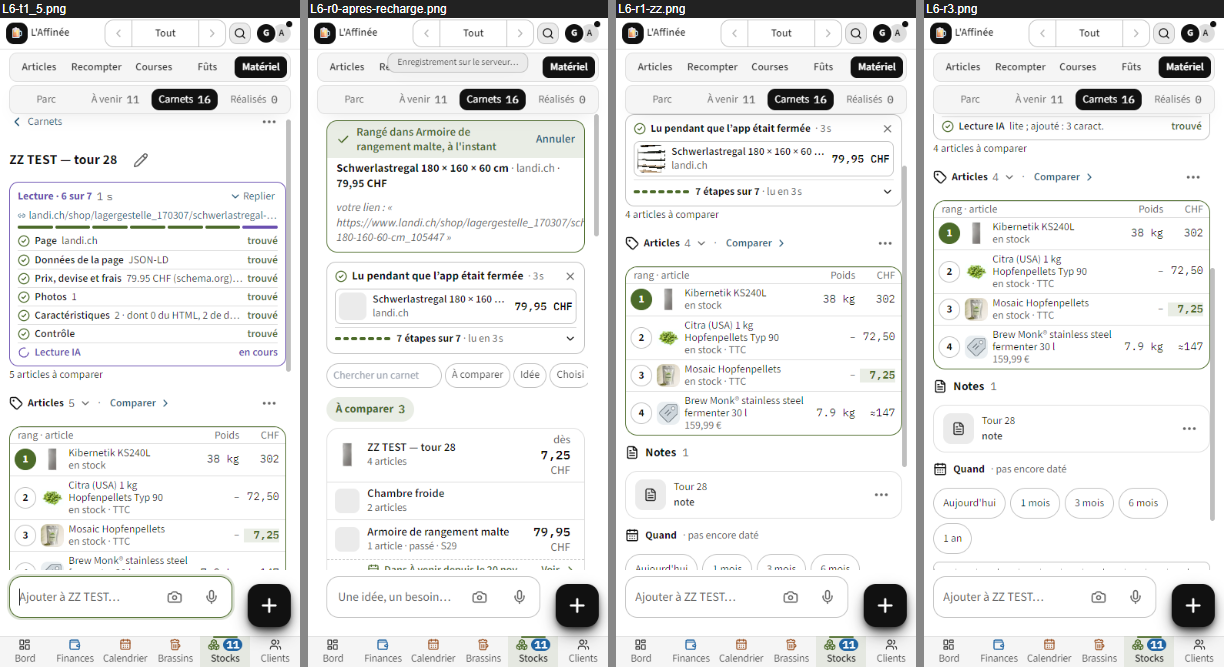 L6-t1_5.png
L'Affinée
Tout
G
A
Articles
Recompter
Courses
Fûts
Matériel
Parc
À venir 11
Carnets 16
Réalisés 0
Carnets
ZZ TEST — tour 28
Lecture · 6 sur 7 1 s
Replier
landi.ch/shop/lagergestelle_170307/schwerlastregal-...
Page landi.ch trouvé
Données de la page JSON-LD trouvé
Prix, devise et frais 79.95 CHF (schema.org)... trouvé
Photos 1 trouvé
Caractéristiques 2 · dont 0 du HTML, 2 de d... trouvé
Contrôle trouvé
Lecture IA en cours
5 articles à comparer
Articles 5 · Comparer
rang · article Poids CHF
1 Kibernetik KS240L 38 kg 302
en stock
2 Citra (USA) 1 kg
Hopfenpellets Typ 90 – 72,50
en stock · TTC
3 Mosaic Hopfenpellets – 7,25
en stock · TTC
Brew Monk® stainless steel
Ajouter à ZZ TEST...
Bord
Finances
Calendrier
Brassins
11
Stocks
Clients
L6-r0-apres-recharge.png
L'Affinée
Tout
G
A
Articles
Enregistrement sur le serveur...
Matériel
Parc
À venir 11
Carnets 16
Réalisés 0
Rangé dans Armoire de
rangement malte, à l'instant
Annuler
Schwerlastregal 180 × 160 × 60 cm · landi.ch ·
79,95 CHF
votre lien : «
https://www.landi.ch/shop/lagergestelle_170307/sch
180-160-60-cm_105447 »
Lu pendant que l'app était fermée · 3s
Schwerlastregal 180 × 160 ... 79,95 CHF
landi.ch
7 étapes sur 7 · lu en 3s
Chercher un carnet
À comparer
Idée
Choisi
À comparer 3
ZZ TEST — tour 28
4 articles
dès
7,25
CHF
Chambre froide
2 articles
Armoire de rangement malte
1 article · passé · S29
79,95
CHF
Dans À venir depuis le 20 nov
Voir
Une idée, un besoin...
Bord
Finances
Calendrier
Brassins
11
Stocks
Clients
L6-r1-zz.png
L'Affinée
Tout
G
A
Articles
Recompter
Courses
Fûts
Matériel
Parc
À venir 11
Carnets 16
Réalisés 0
Lu pendant que l'app était fermée · 3s
Schwerlastregal 180 × 160 × 60 ... 79,95 CHF
landi.ch
7 étapes sur 7 · lu en 3s
4 articles à comparer
Articles 4 · Comparer
rang · article Poids CHF
1 Kibernetik KS240L 38 kg 302
en stock
2 Citra (USA) 1 kg
Hopfenpellets Typ 90 – 72,50
en stock · TTC
3 Mosaic Hopfenpellets – 7,25
en stock · TTC
4 Brew Monk® stainless steel
fermenter 30 l 7.9 kg ≈147
159,99 €
Notes 1
Tour 28
note
Quand · pas encore daté
Aujourd'hui
1 mois
3 mois
6 mois
Ajouter à ZZ TEST...
Bord
Finances
Calendrier
Brassins
11
Stocks
Clients
L6-r3.png
L'Affinée
Tout
G
A
Articles
Recompter
Courses
Fûts
Matériel
Parc
À venir 11
Carnets 16
Réalisés 0
Lecture IA lite ; ajouté : 3 caract. trouvé
4 articles à comparer
Articles 4 · Comparer
rang · article Poids CHF
1 Kibernetik KS240L 38 kg 302
en stock
2 Citra (USA) 1 kg
Hopfenpellets Typ 90 – 72,50
en stock · TTC
3 Mosaic Hopfenpellets – 7,25
en stock · TTC
4 Brew Monk® stainless steel
fermenter 30 l 7.9 kg ≈147
159,99 €
Notes 1
Tour 28
note
Quand · pas encore daté
Aujourd'hui
1 mois
3 mois
6 mois
1 an
Ajouter à ZZ TEST...
Bord
Finances
Calendrier
Brassins
11
Stocks
Clients